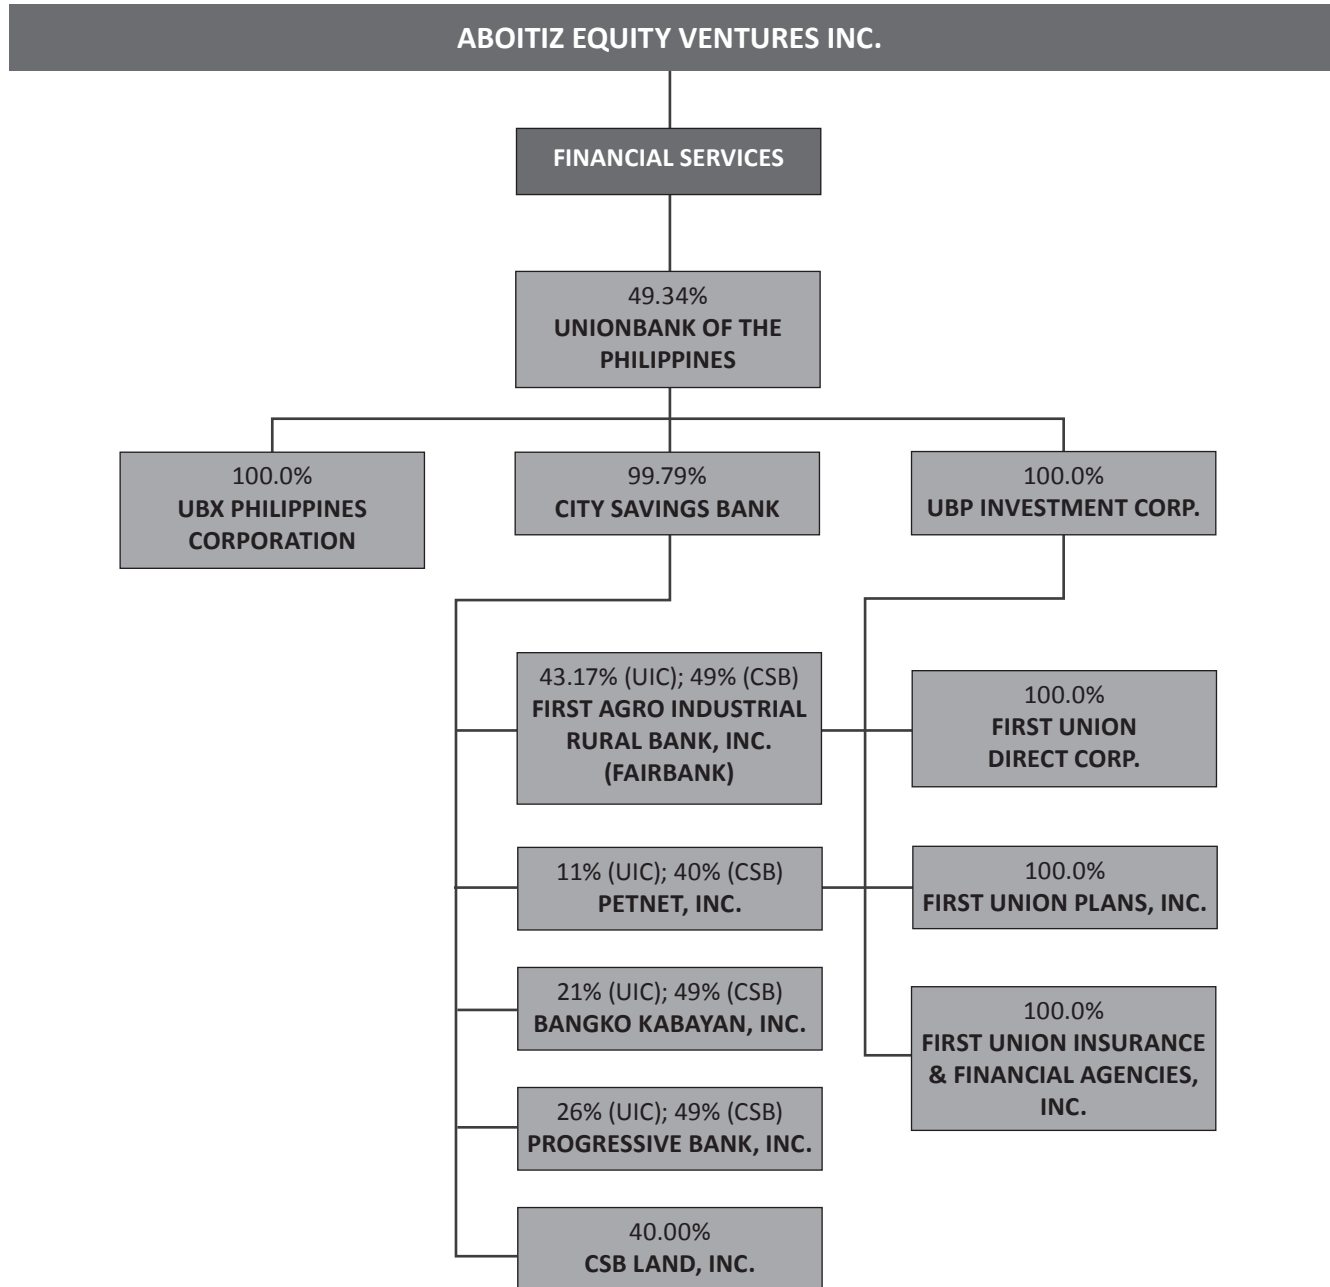 ABOITIZ EQUITY VENTURES INC.
FINANCIAL SERVICES
49.34%
UNIONBANK OF THE
PHILIPPINES
100.0%
UBX PHILIPPINES
CORPORATION
99.79%
CITY SAVINGS BANK
100.0%
UBP INVESTMENT CORP.
43.17% (UIC); 49% (CSB)
FIRST AGRO INDUSTRIAL
RURAL BANK, INC.
(FAIRBANK)
100.0%
FIRST UNION
DIRECT CORP.
11% (UIC); 40% (CSB)
PETNET, INC.
100.0%
FIRST UNION PLANS, INC.
21% (UIC); 49% (CSB)
BANGKO KABAYAN, INC.
100.0%
FIRST UNION INSURANCE
& FINANCIAL AGENCIES,
INC.
26% (UIC); 49% (CSB)
PROGRESSIVE BANK, INC.
40.00%
CSB LAND, INC.